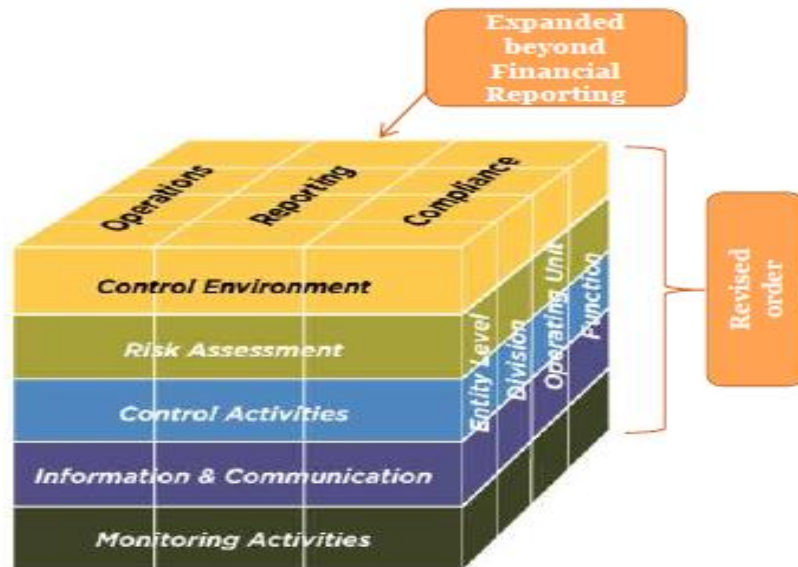 Expanded
beyond
Financial
Reporting
Operations
Reporting
Compliance
Control Environment
Risk Assessment
Control Activities
Information & Communication
Monitoring Activities
Entity Level
Division
Operating Unit
Function
Revised
order